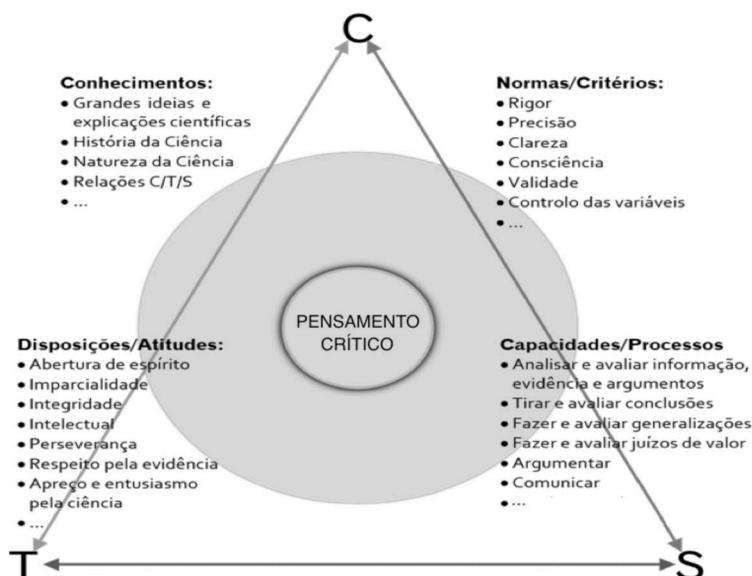 C
Conhecimentos:
• Grandes ideias e
explicações científicas
• História da Ciência
• Natureza da Ciência
• Relações C/T/S
• ...
Normas/Critérios:
• Rigor
• Precisão
• Clareza
• Consciência
• Validade
• Controlo das variáveis
• ...
PENSAMENTO
CRÍTICO
Disposições/Atitudes:
• Abertura de espírito
• Imparcialidade
• Integridade
• Intelectual
• Perseverança
• Respeito pela evidência
• Apreço e entusiasmo
pela ciência
• ...
Capacidades/Processos
• Analisar e avaliar informação,
evidência e argumentos
• Tirar e avaliar conclusões
• Fazer e avaliar generalizações
• Fazer e avaliar juízos de valor
• Argumentar
• Comunicar
• ...
T
S